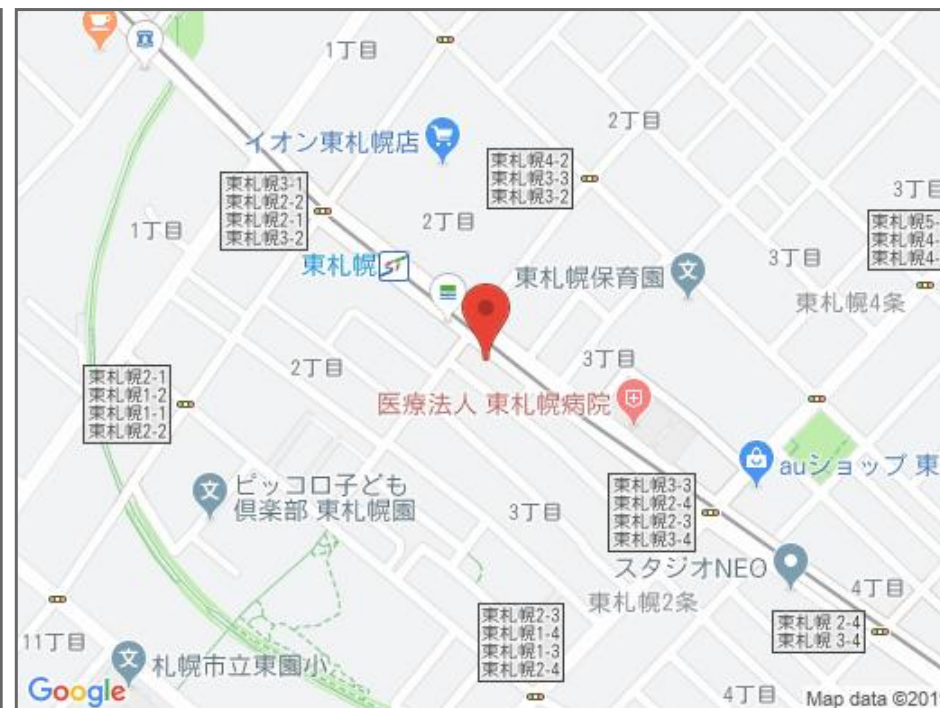 1丁目
イオン東札幌店
2丁目
東札幌4-2
東札幌3-3
東札幌3-2
東札幌3-1
東札幌2-2
東札幌2-1
東札幌3-2
3丁目
東札幌5-
東札幌4-
東札幌4-
1丁目
2丁目
東札幌
東札幌保育園
3丁目
東札幌4条
2丁目
3丁目
東札幌2-1
東札幌1-2
東札幌1-1
東札幌2-2
医療法人 東札幌病院
auショップ 東
ピッコロ子ども
倶楽部 東札幌園
3丁目
東札幌3-3
東札幌2-4
東札幌2-3
東札幌3-4
スタジオNEO
4丁目
東札幌2条
東札幌2-3
東札幌1-4
東札幌1-3
東札幌2-4
東札幌 2-4
東札幌 3-4
11丁目
札幌市立東園小
Google
4丁目
Map data ©201